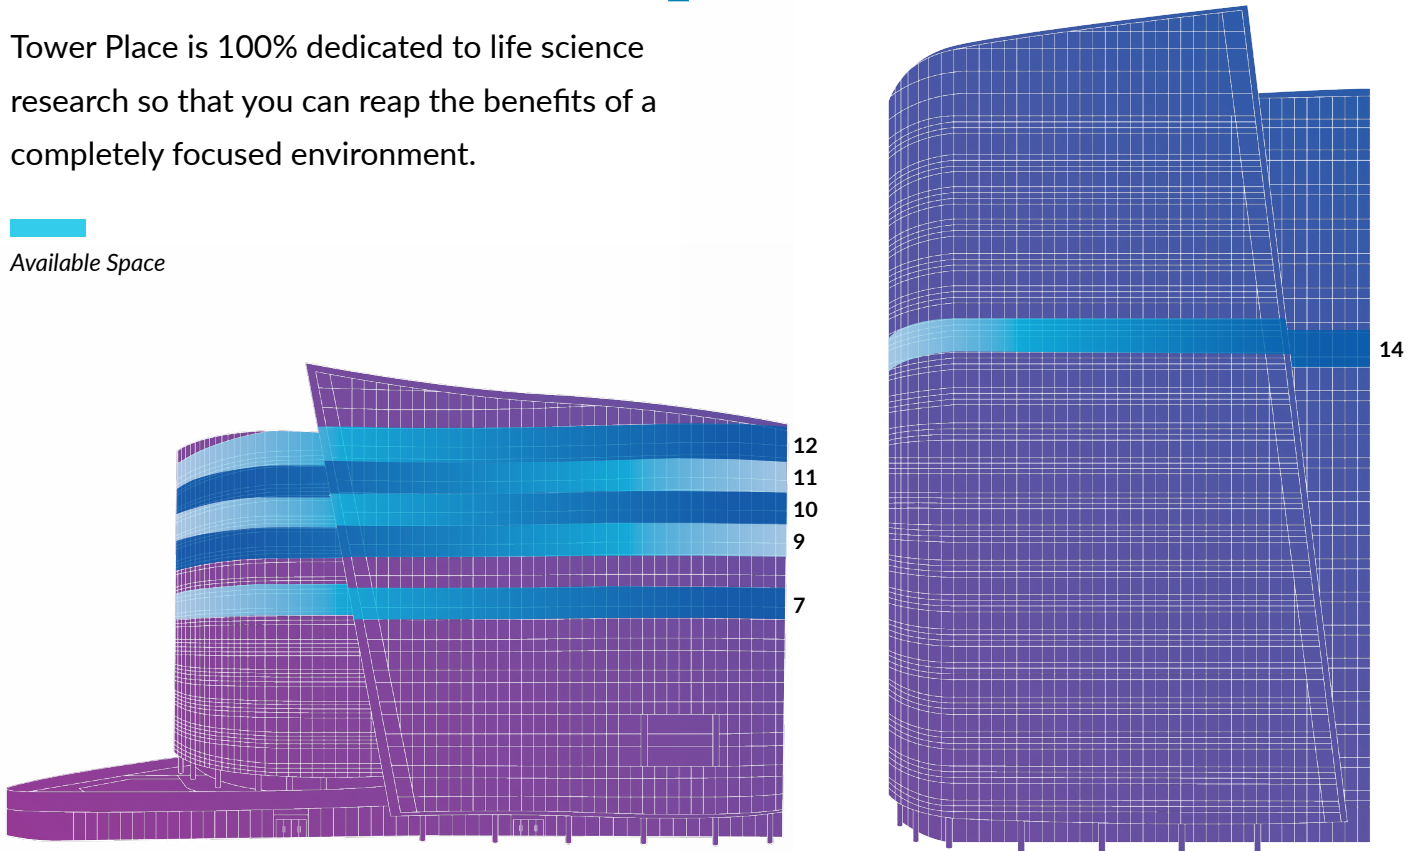 Tower Place is 100% dedicated to life science
research so that you can reap the benefits of a
completely focused environment.
Available Space
12
11
10
9
7
14